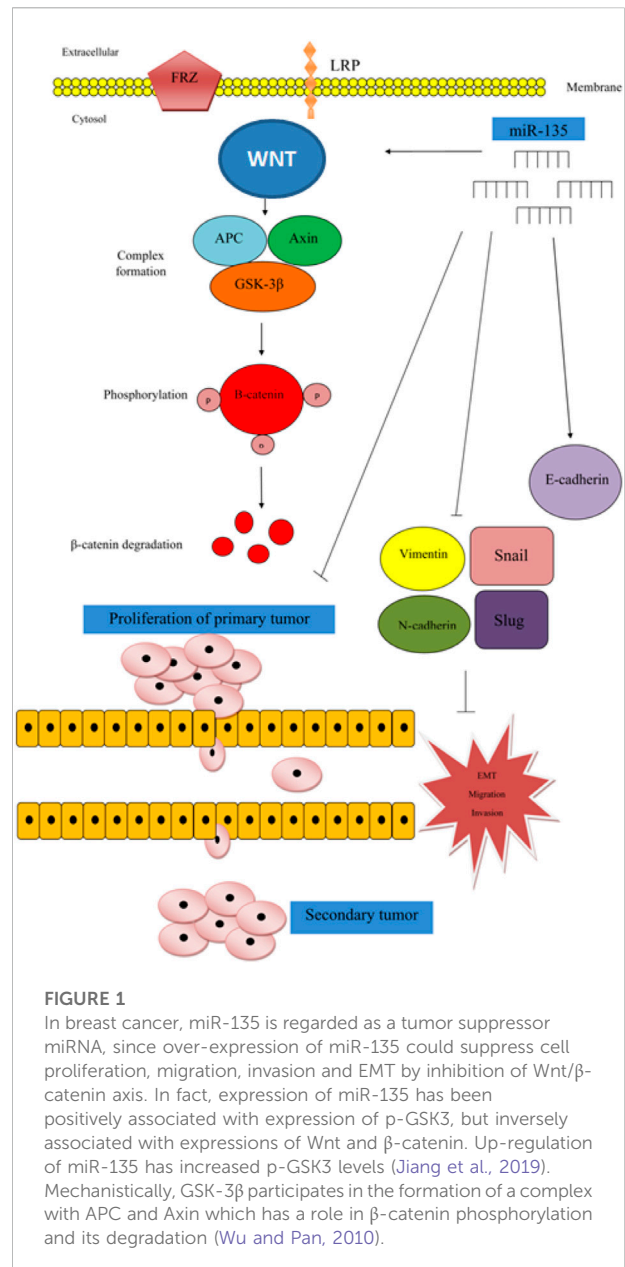 Extracellular
LRP
FRZ
Membrane
Cytosol
miR-135
WNT
APC
Axin
Complex
formation
GSK-3β
Phosphorylation
B-catenin
p
p
o
E-cadherin
β-catenin degradation
Vimentin
Snail
N-cadherin
Slug
Proliferation of primary tumor
EMT
Migration
Invasion
Secondary tumor
FIGURE 1
In breast cancer, miR-135 is regarded as a tumor suppressor
miRNA, since over-expression of miR-135 could suppress cell
proliferation, migration, invasion and EMT by inhibition of Wnt/β-
catenin axis. In fact, expression of miR-135 has been
positively associated with expression of p-GSK3, but inversely
associated with expressions of Wnt and β-catenin. Up-regulation
of miR-135 has increased p-GSK3 levels (Jiang et al., 2019).
Mechanistically, GSK-3β participates in the formation of a complex
with APC and Axin which has a role in β-catenin phosphorylation
and its degradation (Wu and Pan, 2010).